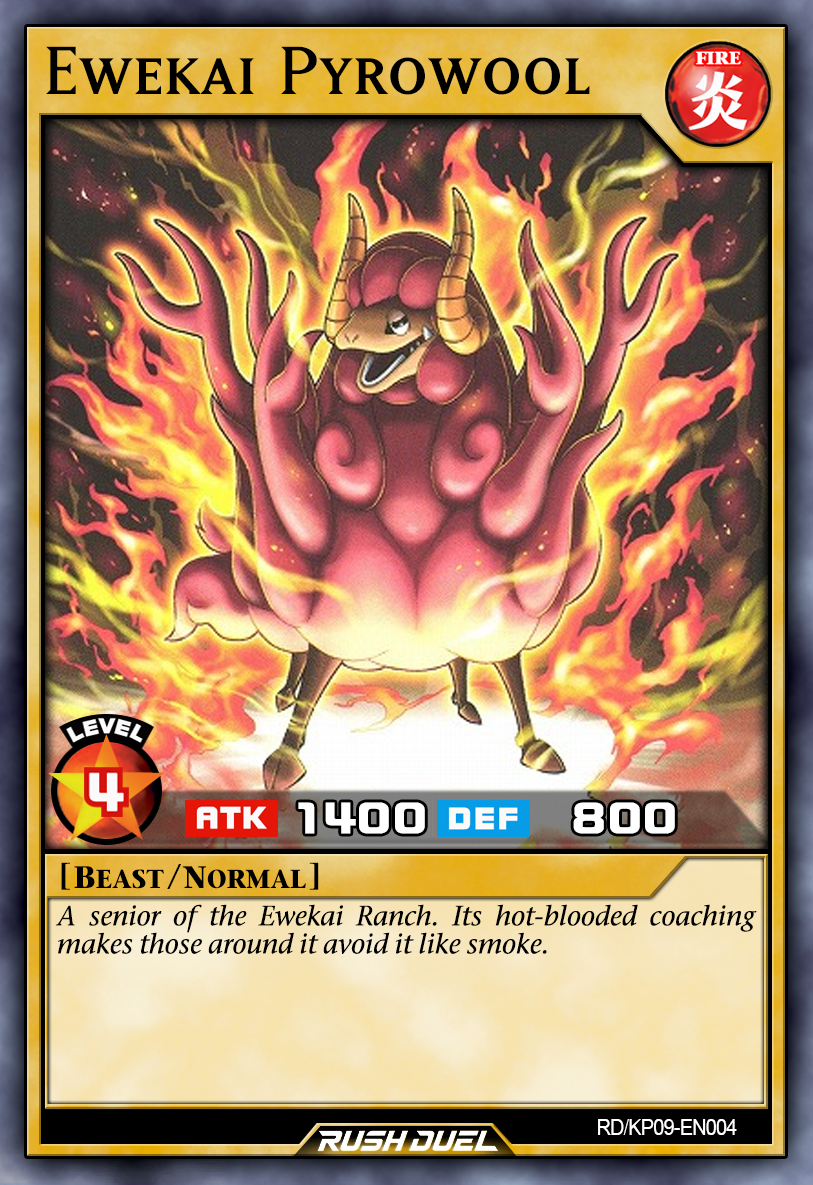 Ewekai Pyrowool
FIRE
炎
LEVEL
4
ATK 1400 DEF 800
[Beast/Normal]
A senior of the Ewekai Ranch. Its hot-blooded coaching
makes those around it avoid it like smoke.
RD/KP09-EN004
RUSH DUEL